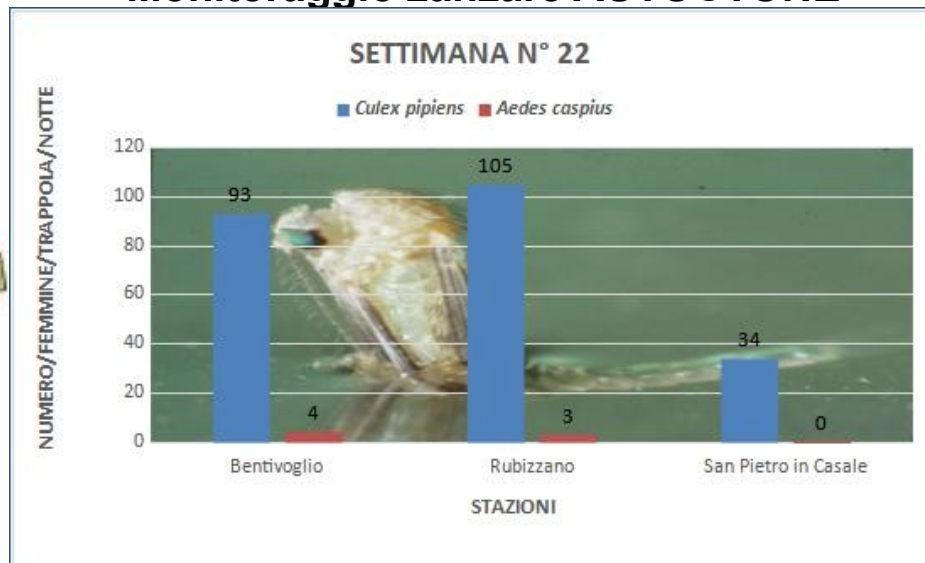 SETTIMANA N° 22
Culex pipiens Aedes caspius
NUMERO/FEMMINE/TRAPPOLA/NOTTE
120
100
80
60
40
20
0
93
4
105
3
34
0
Bentivoglio Rubizzano San Pietro in Casale
STAZIONI